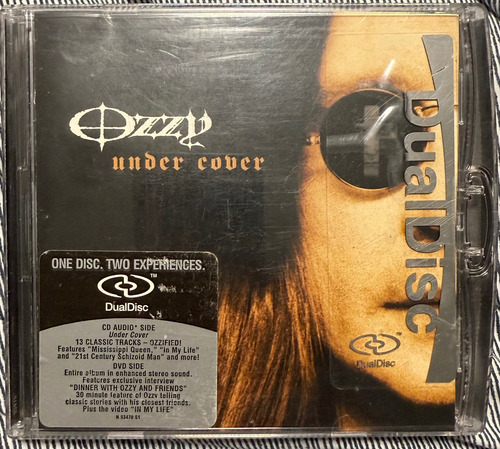 Ozzy
under cover
DualDisc
ONE DISC. TWO EXPERIENCES.
TM
DualDisc
CD AUDIO* SIDE
Under Cover
13 CLASSIC TRACKS – OZZIFIED!
Features "Mississippi Queen," "In My Life"
and "21st Century Schizoid Man" and more!
DVD SIDE
Entire album in enhanced stereo sound.
Features exclusive interview
"DINNER WITH OZZY AND FRIENDS"
30 minute feature of Ozzy telling
classic stories with his closest friends.
Plus the video "IN MY LIFE"
TM
DualDisc